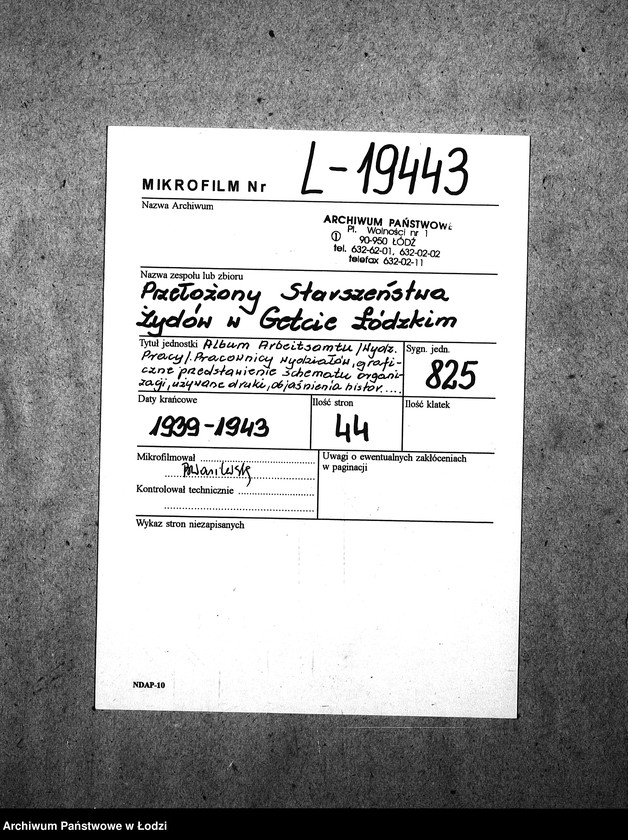 MIKROFILM Nr L-19443
Nazwa Archiwum
ARCHIWUM PAŃSTWOWE
Pl. Wolności nr 1
① 90-950 ŁÓDŹ
tel. 632-62-01, 632-02-02
telefax 632-02-11
Nazwa zespołu lub zbioru
Przełożony Starszeństwa
Żydów w Getcie Łódzkim
Tytuł jednostki Album Arbeitsamtu /Wydz.
Pracy/. Pracownicy wydziałów, grafi-
czne przedstawienie schematu organi-
zacji, używane druki, objaśnienia histor.....
Sygn. jedn.
825
Daty krańcowe
1939-1943
Ilość stron
44
Ilość klatek
Mikrofilmował
Kontrolował technicznie
Uwagi o ewentualnych zakłóceniach
w paginacji
Wykaz stron niezapisanych
NDAP-10
Archiwum Państwowe w Łodzi